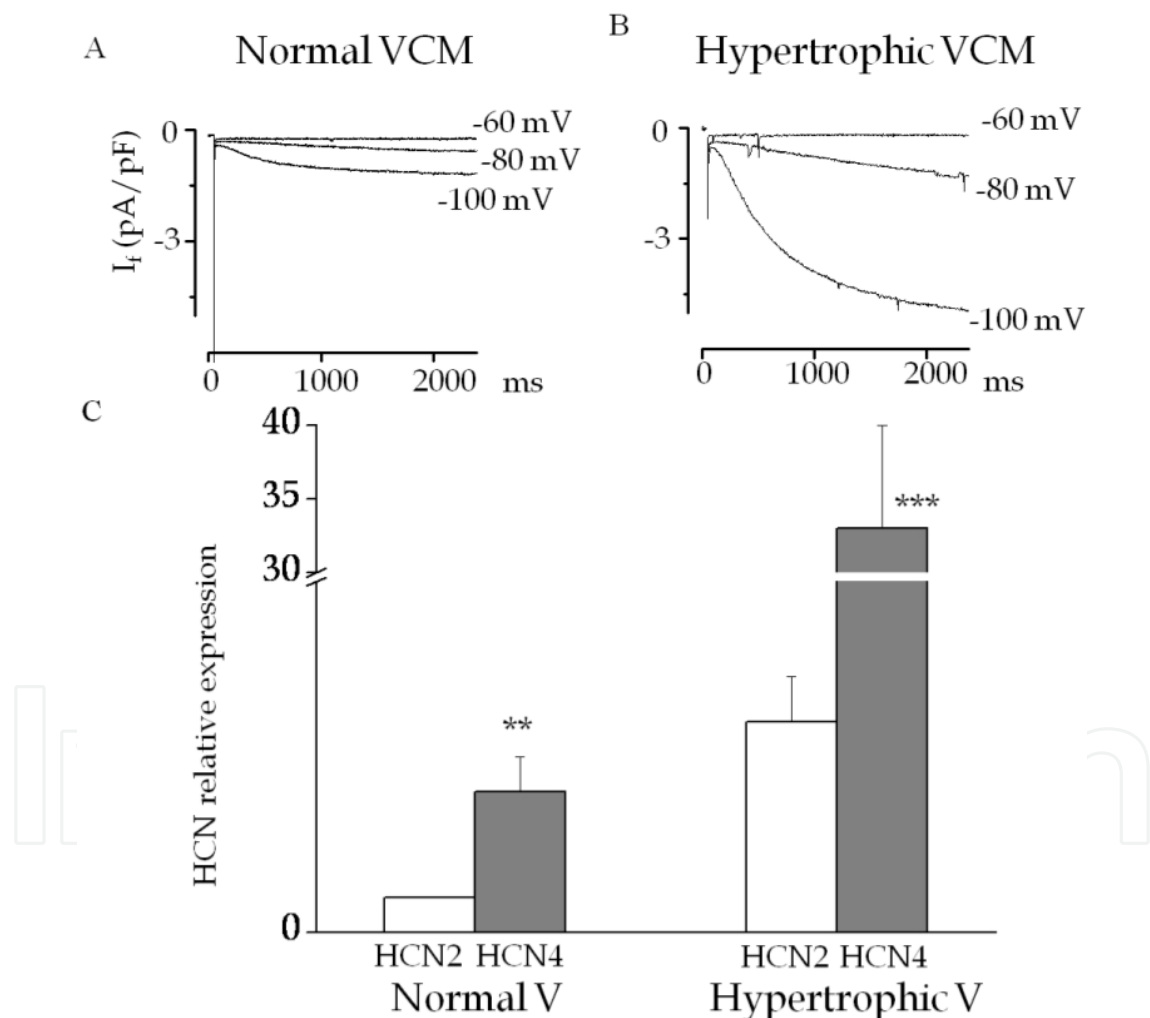 A Normal VCM
B Hypertrophic VCM
I_f (pA/pF)
0
-3
-60 mV
-80 mV
-100 mV
0 1000 2000 ms
0
-3
-60 mV
-80 mV
-100 mV
0 1000 2000 ms
C
HCN relative expression
40
35
30
0
**
***
HCN2 HCN4
Normal V
HCN2 HCN4
Hypertrophic V